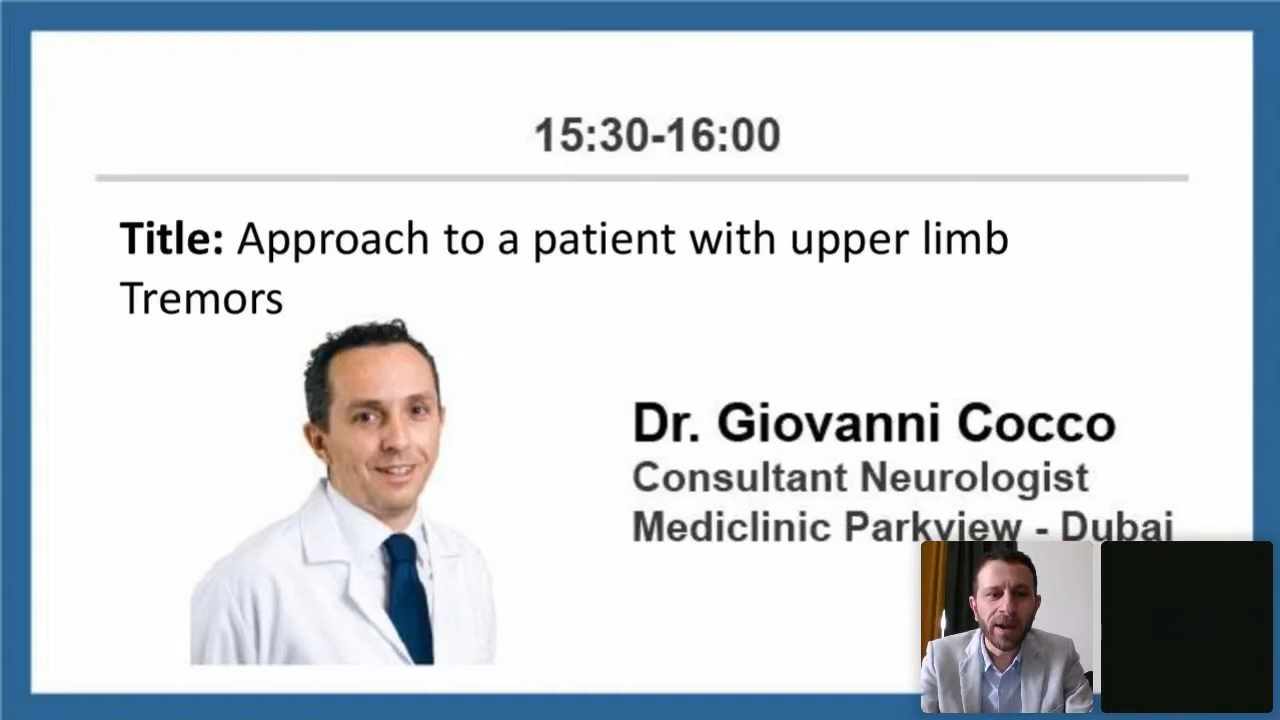 15:30-16:00
Title: Approach to a patient with upper limb
Tremors
Dr. Giovanni Cocco
Consultant Neurologist
Mediclinic Parkview - Dubai